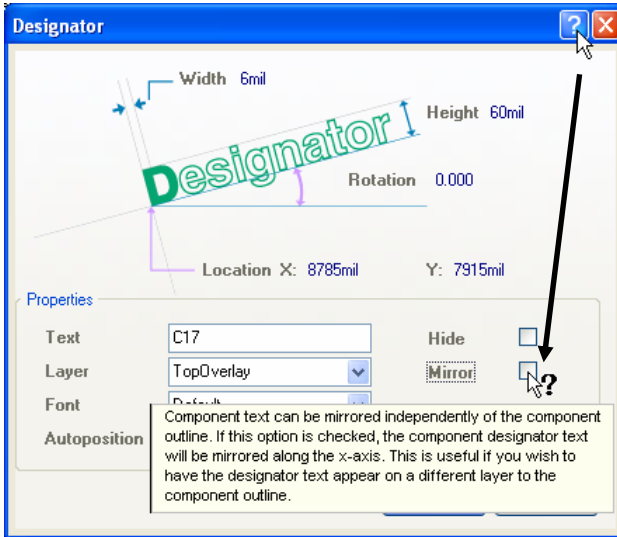 Designator
?
Width 6mil
Height 60mil
Designator
Rotation 0.000
Location X: 8785mil Y: 7915mil
Properties
Text C17 Hide
Layer TopOverlay Mirror
?
Font Default
Autoposition
Component text can be mirrored independently of the component
outline. If this option is checked, the component designator text
will be mirrored along the x-axis. This is useful if you wish to
have the designator text appear on a different layer to the
component outline.